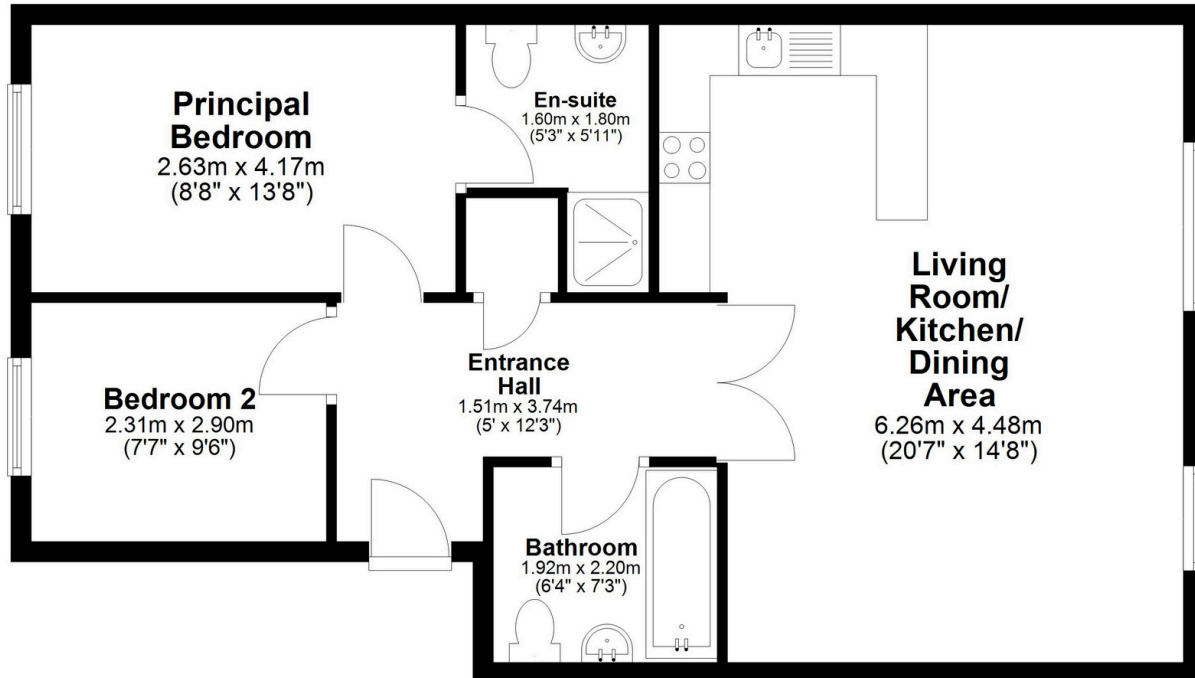 Principal
Bedroom
2.63m x 4.17m
(8'8" x 13'8")
En-suite
1.60m x 1.80m
(5'3" x 5'11")
Living
Room/
Kitchen/
Dining
Area
6.26m x 4.48m
(20'7" x 14'8")
Bedroom 2
2.31m x 2.90m
(7'7" x 9'6")
Entrance
Hall
1.51m x 3.74m
(5' x 12'3")
Bathroom
1.92m x 2.20m
(6'4" x 7'3")